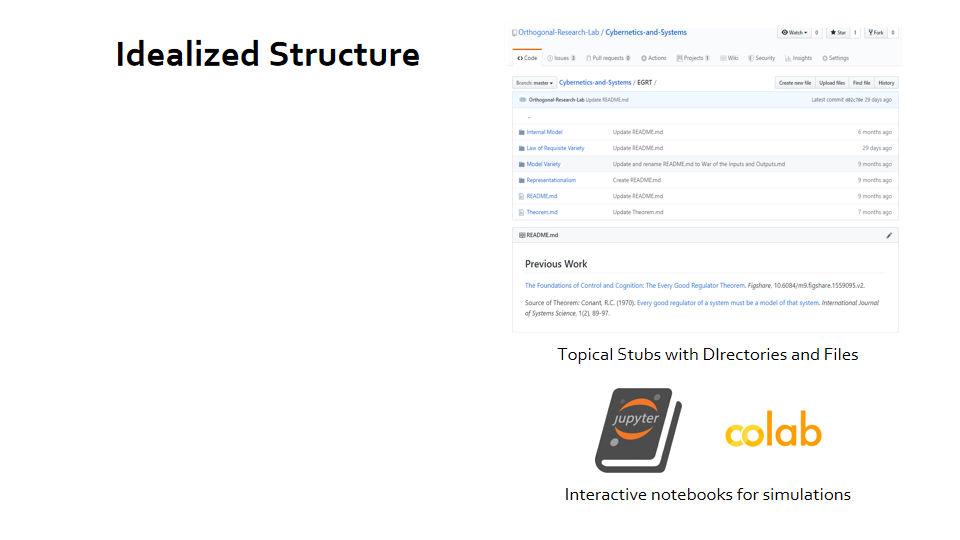 Idealized Structure
Orthogonal-Research-Lab / Cybernetics-and-Systems
Watch 0 Star 1 Fork 0
Code Issues 3 Pull requests 0 Actions Projects 1 Wiki Security Insights Settings
Branch: master Cybernetics-and-Systems / EGRT / Create new file Upload files Find file History
Orthogonal-Research-Lab Update README.md Latest commit d92c78e 29 days ago
..
Internal Model Update README.md 6 months ago
Law of Requisite Variety Update README.md 29 days ago
Model Variety Update and rename README.md to War of the Inputs and Outputs.md 9 months ago
Representationalism Create README.md 9 months ago
README.md Update README.md 9 months ago
Theorem.md Update Theorem.md 7 months ago
README.md
Previous Work
The Foundations of Control and Cognition: The Every Good Regulator Theorem. Figshare, 10.6084/m9.figshare.1559095.v2.
Source of Theorem: Conant, R.C. (1970). Every good regulator of a system must be a model of that system. International Journal
of Systems Science, 1(2), 89-97.
Topical Stubs with DIrectories and Files
jupyter
colab
Interactive notebooks for simulations